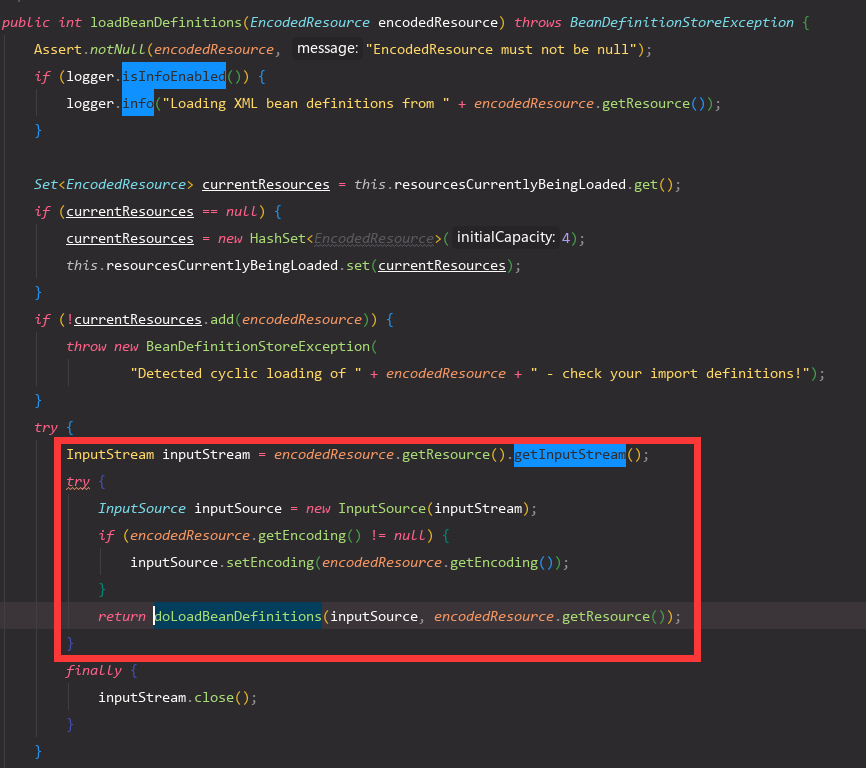 public int loadBeanDefinitions(EncodedResource encodedResource) throws BeanDefinitionStoreException {
    Assert.notNull(encodedResource, message: "EncodedResource must not be null");
    if (logger.isInfoEnabled()) {
        logger.info("Loading XML bean definitions from " + encodedResource.getResource());
    }
    Set<EncodedResource> currentResources = this.resourcesCurrentlyBeingLoaded.get();
    if (currentResources == null) {
        currentResources = new HashSet<EncodedResource>( initialCapacity: 4);
        this.resourcesCurrentlyBeingLoaded.set(currentResources);
    }
    if (!currentResources.add(encodedResource)) {
        throw new BeanDefinitionStoreException(
                "Detected cyclic loading of " + encodedResource + " - check your import definitions!");
    }
    try {
        InputStream inputStream = encodedResource.getResource().getInputStream();
        try {
            InputSource inputSource = new InputSource(inputStream);
            if (encodedResource.getEncoding() != null) {
                inputSource.setEncoding(encodedResource.getEncoding());
            }
            return doLoadBeanDefinitions(inputSource, encodedResource.getResource());
        }
        finally {
            inputStream.close();
        }
    }